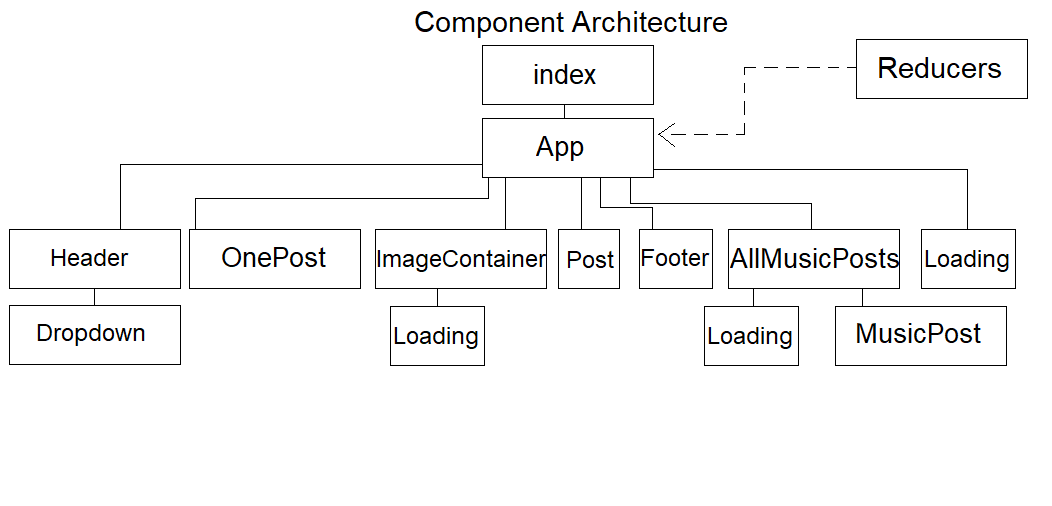 Component Architecture
index
Reducers
App
Header
OnePost
ImageContainer
Post
Footer
AllMusicPosts
Loading
Dropdown
Loading
Loading
MusicPost